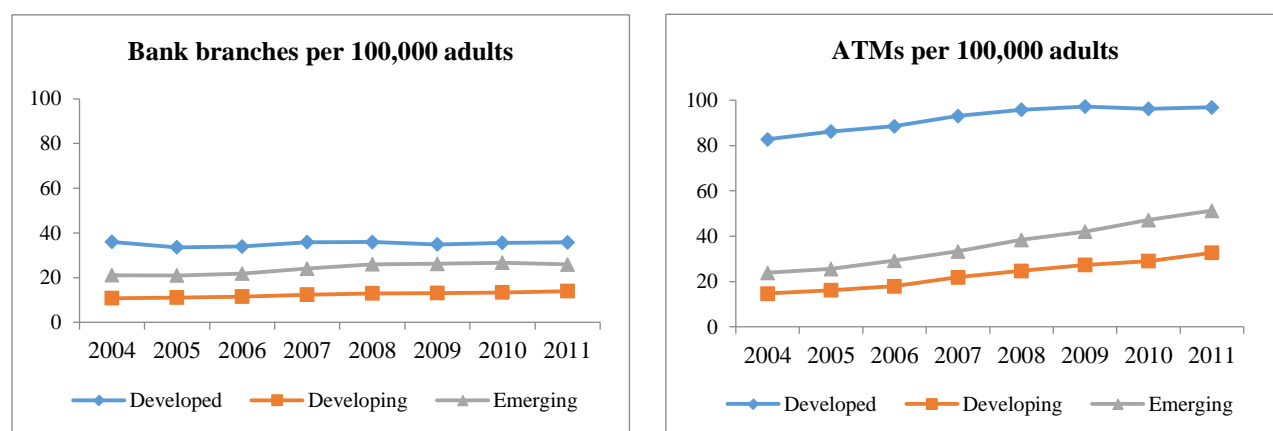 Bank branches per 100,000 adults
100
80
60
40
20
0
2004 2005 2006 2007 2008 2009 2010 2011
Developed Developing Emerging
ATMs per 100,000 adults
100
80
60
40
20
0
2004 2005 2006 2007 2008 2009 2010 2011
Developed Developing Emerging